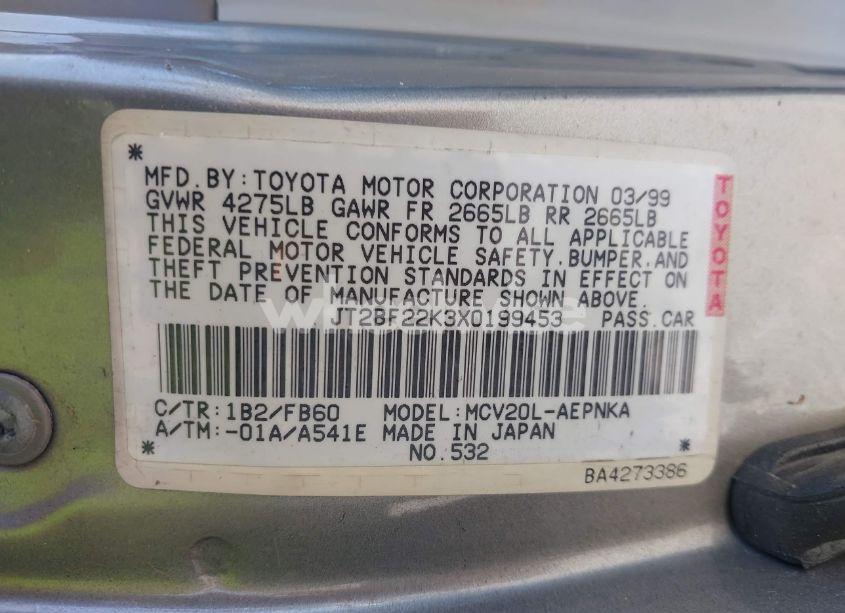 MFD.BY:TOYOTA MOTOR CORPORATION 03/99
GVWR 4275LB GAWR FR 2665LB RR 2665LB
THIS VEHICLE CONFORMS TO ALL APPLICABLE
FEDERAL MOTOR VEHICLE SAFETY,BUMPER,AND
THEFT PREVENTION STANDARDS IN EFFECT ON
THE DATE OF MANUFACTURE SHOWN ABOVE.
JT2BF22K3X0199453 PASS.CAR
C/TR:1B2/FB60 MODEL:MCV20L-AEPNKA
A/TM:-01A/A541E MADE IN JAPAN
NO.532
BA4273386
TOYOTA